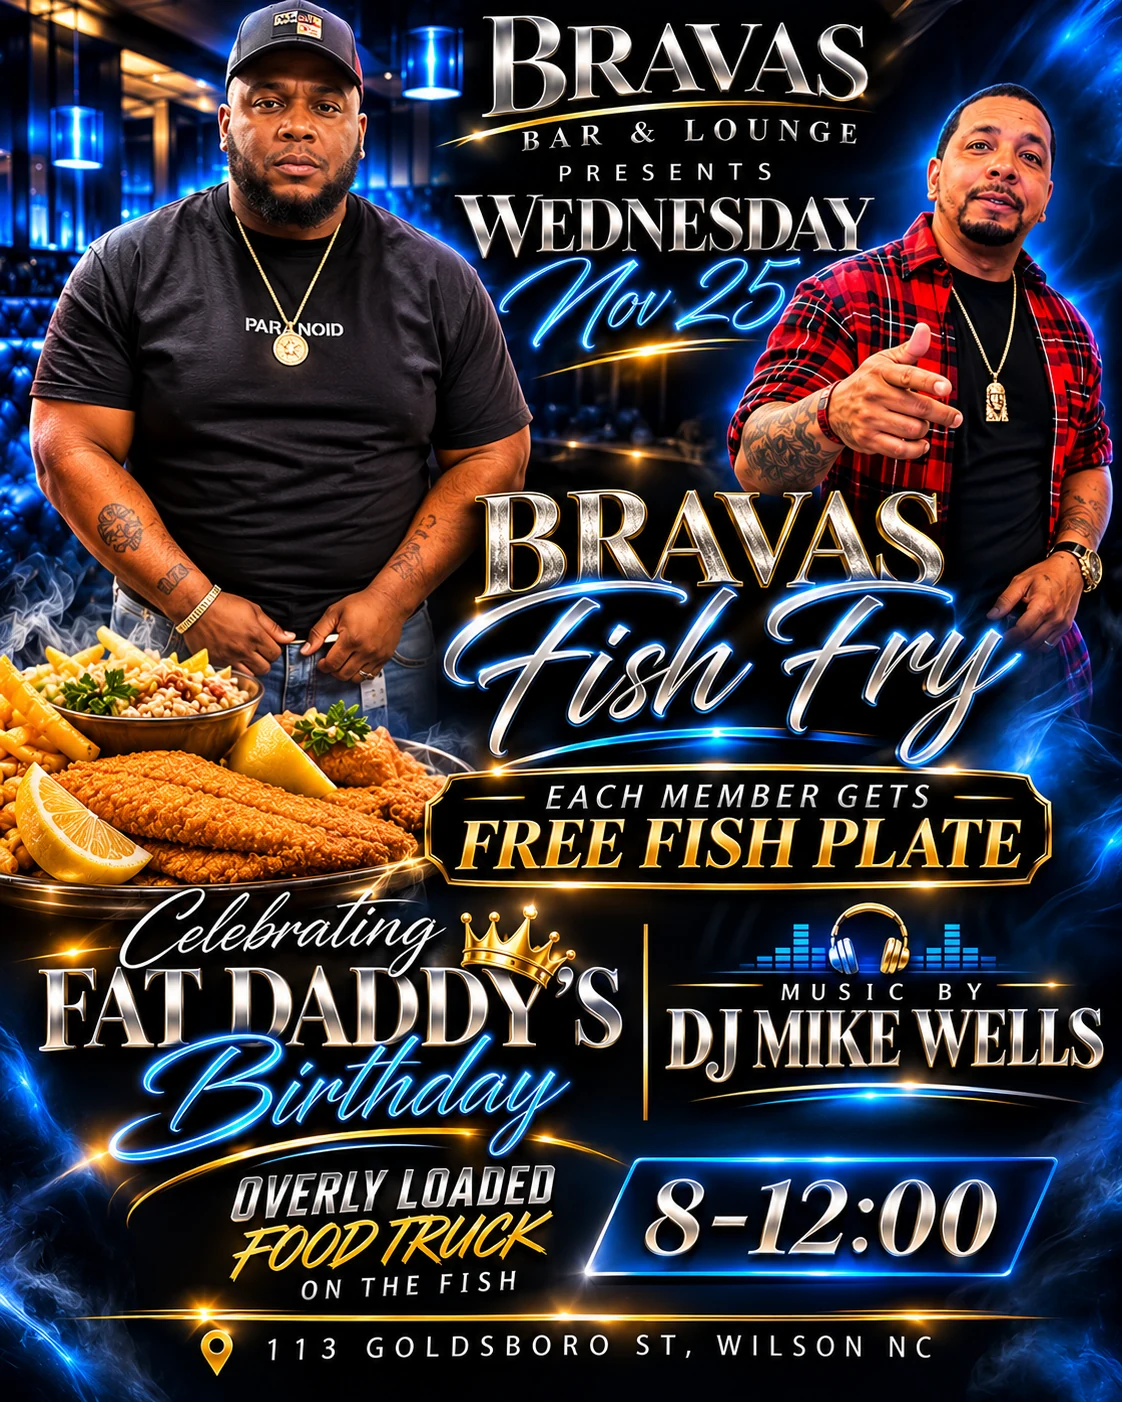 BRAVAS
BAR & LOUNGE
PRESENTS
WEDNESDAY
Nov 25
PARANOID
BRAVAS
Fish Fry
EACH MEMBER GETS
FREE FISH PLATE
Celebrating
FAT DADDY'S
Birthday
MUSIC BY
DJ MIKE WELLS
OVERLY LOADED
FOOD TRUCK
ON THE FISH
8-12:00
113 GOLDSBORO ST, WILSON NC